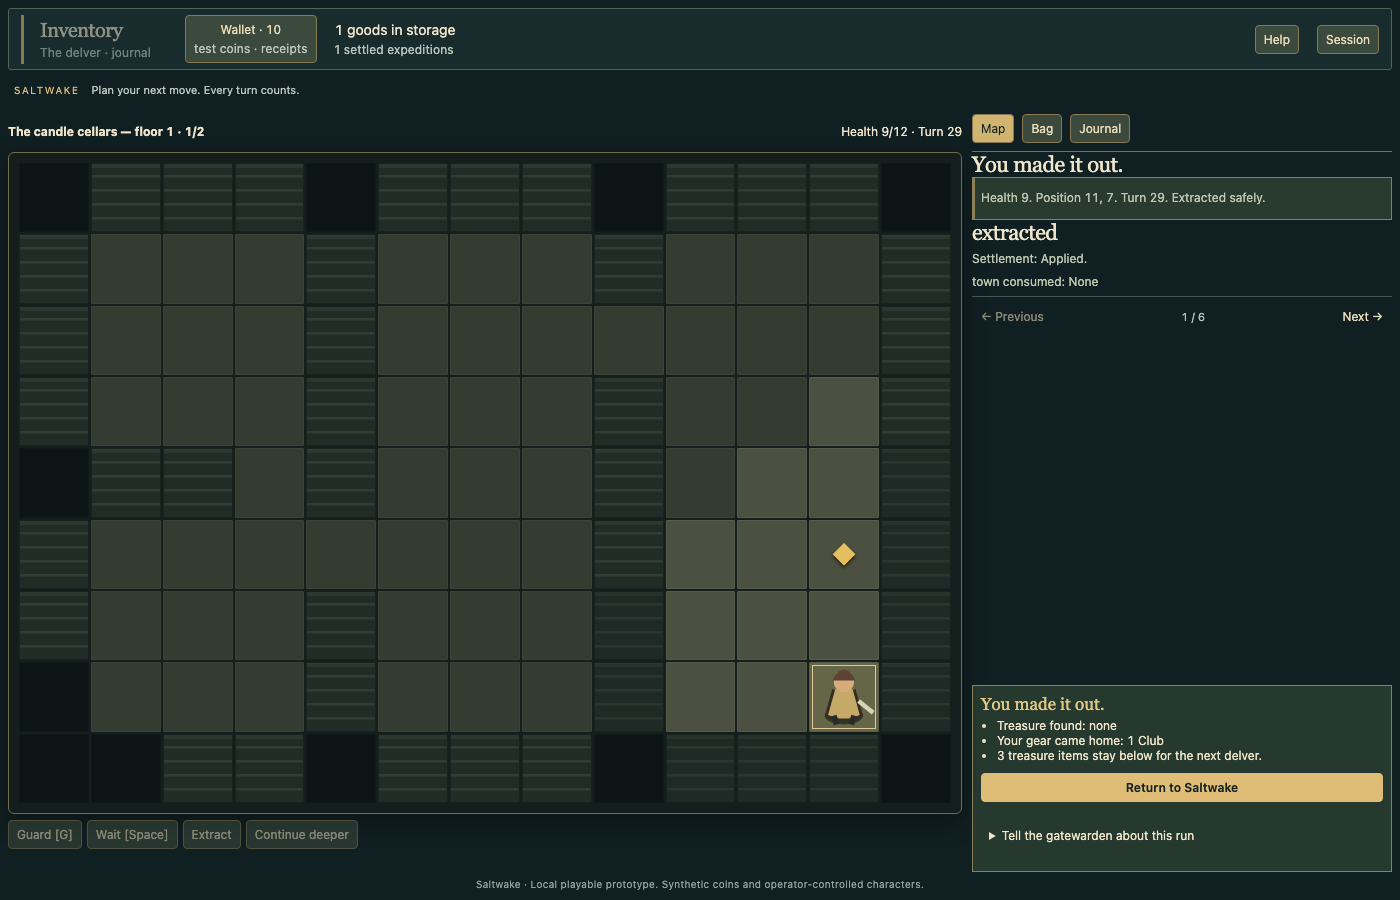 Inventory
The delver · journal
Wallet · 10
test coins · receipts
1 goods in storage
1 settled expeditions
Help
Session
SALTWAKE Plan your next move. Every turn counts.
The candle cellars — floor 1 · 1/2
Health 9/12 · Turn 29
Map
Bag
Journal
You made it out.
Health 9. Position 11, 7. Turn 29. Extracted safely.
extracted
Settlement: Applied.
town consumed: None
← Previous
1 / 6
Next →
You made it out.
• Treasure found: none
• Your gear came home: 1 Club
• 3 treasure items stay below for the next delver.
Return to Saltwake
▶ Tell the gatewarden about this run
Guard [G]
Wait [Space]
Extract
Continue deeper
Saltwake · Local playable prototype. Synthetic coins and operator-controlled characters.